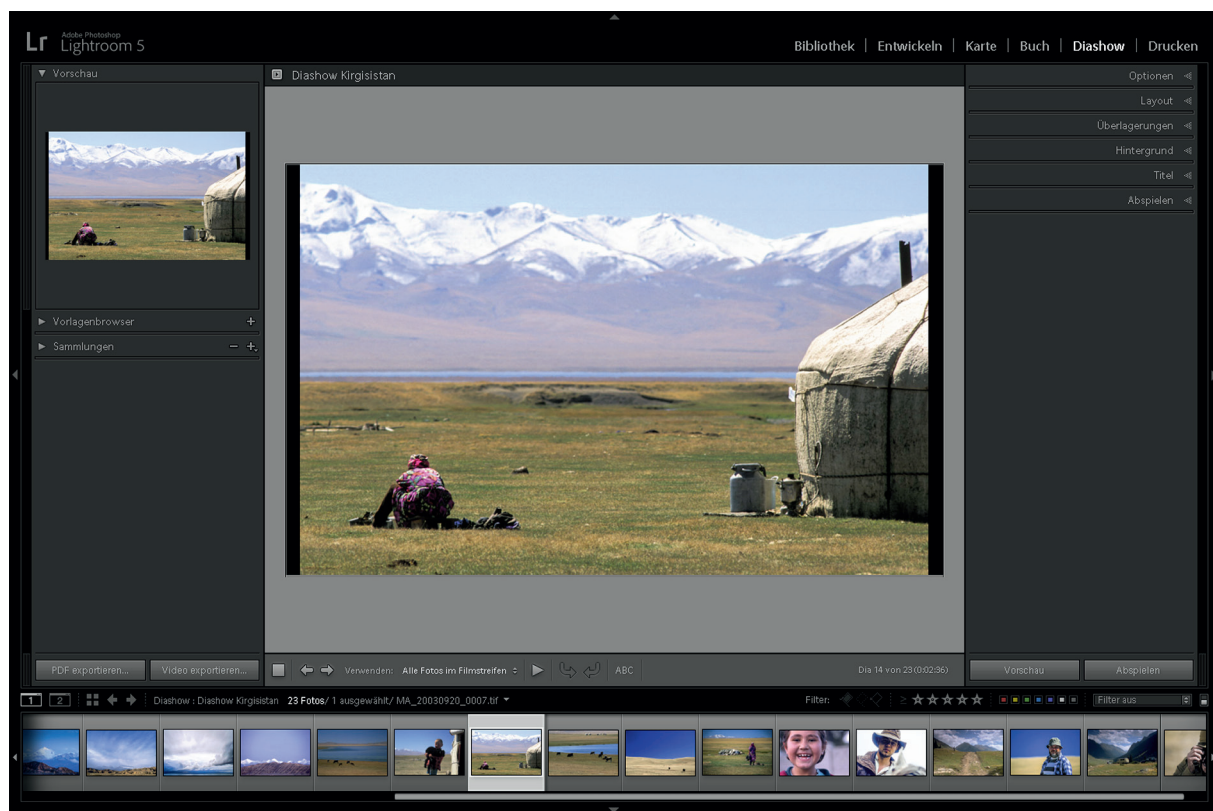 Lr Adobe Photoshop
Lightroom 5
Bibliothek | Entwickeln | Karte | Buch | Diashow | Drucken
Vorschau
Diashow Kirgisistan
Optionen
Layout
Überlagerungen
Hintergrund
Titel
Abspielen
Vorlagenbrowser
Sammlungen
PDF exportieren... Video exportieren...
Verwenden: Alle Fotos im Filmstreifen ABC Dia 14 von 23 (0:02:36)
Vorschau Abspielen
1 2 Diashow : Diashow Kirgisistan 23 Fotos/ 1 ausgewählt/ MA_20030920_0007.tif Filter: ≥ Filter aus